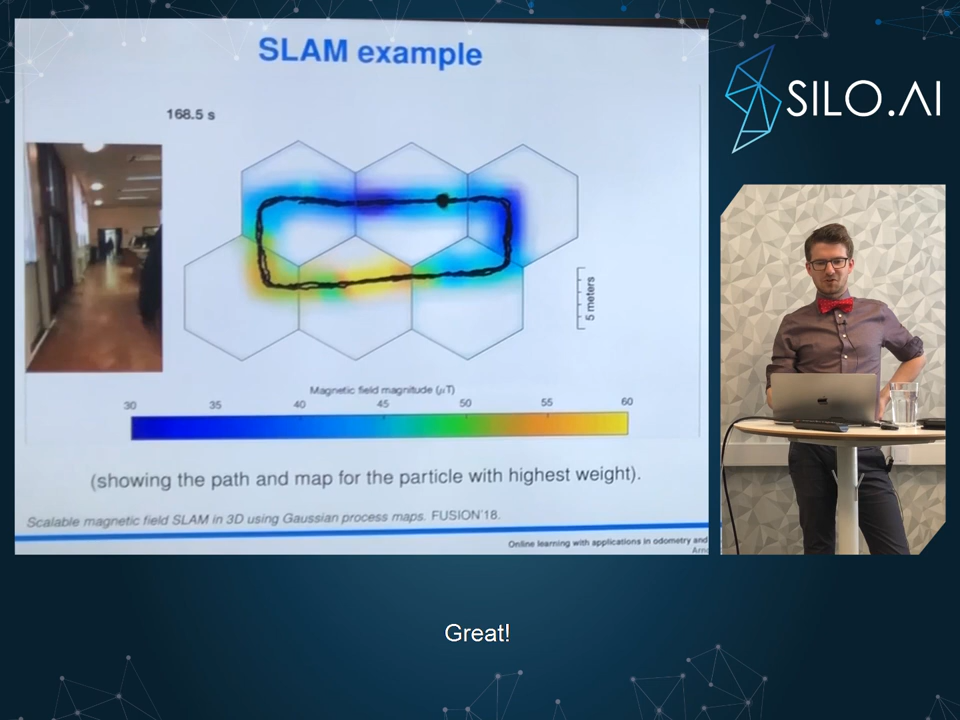 SLAM example
168.5 s
5 meters
Magnetic field magnitude (μT)
30 35 40 45 50 55 60
(showing the path and map for the particle with highest weight).
Scalable magnetic field SLAM in 3D using Gaussian process maps. FUSION'18.
Online learning with applications in odometry and
Arno
SILO.AI
Great!